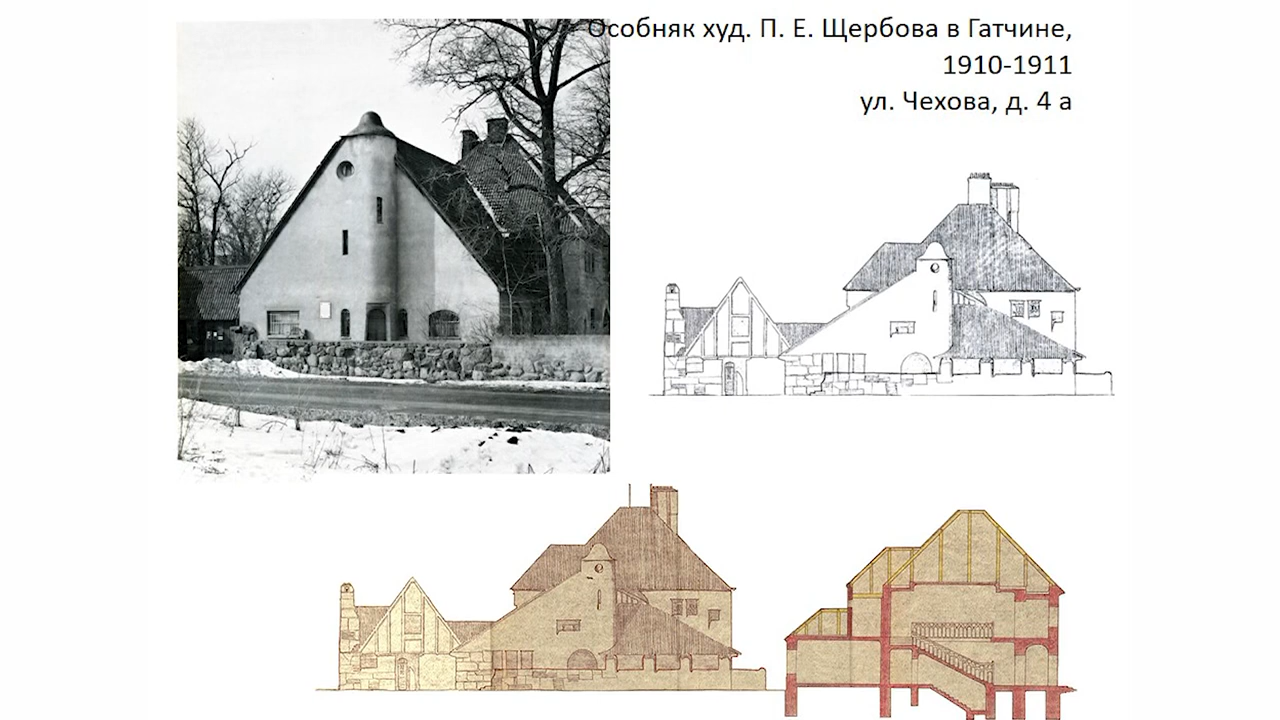 Особняк худ. П. Е. Щербова в Гатчине,
1910-1911
ул. Чехова, д. 4 а